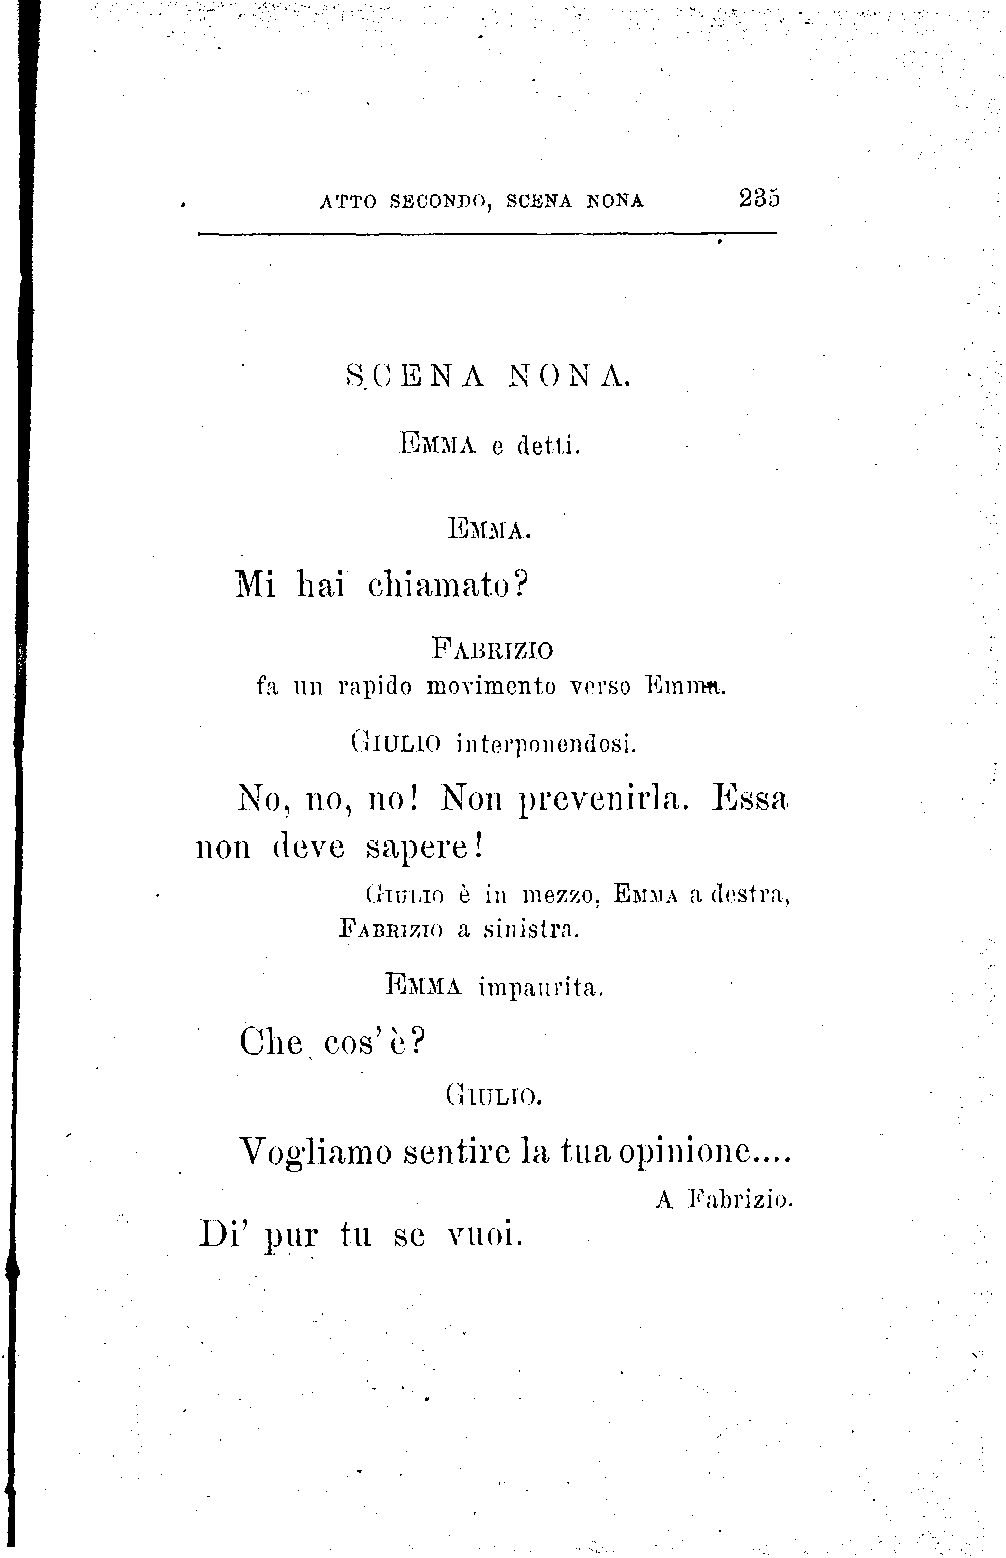 ATTO SECONDO, SCENA NONA 235
SCENA NONA.
EMMA e detti.
EMMA.
Mi hai chiamato?
FABRIZIO
fa un rapido movimento verso Emma.
GIULIO interponendosi.
No, no, no! Non prevenirla. Essa
non deve sapere!
GIULIO è in mezzo, EMMA a destra,
FABRIZIO a sinistra.
EMMA impaurita.
Che cos' è?
GIULIO.
Vogliamo sentire la tua opinione....
A Fabrizio.
Di' pur tu se vuoi.